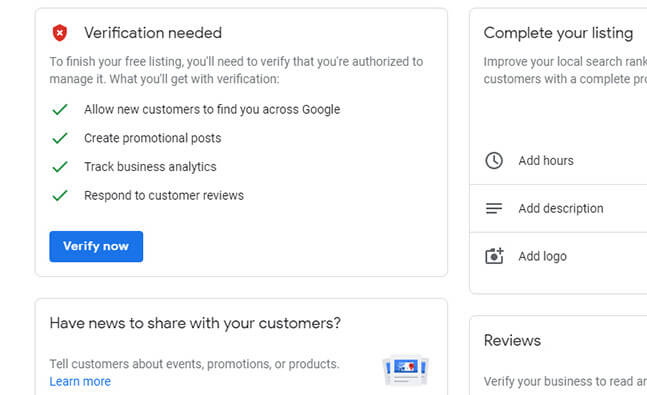 Verification needed
To finish your free listing, you'll need to verify that you're authorized to
manage it. What you'll get with verification:
Allow new customers to find you across Google
Create promotional posts
Track business analytics
Respond to customer reviews
Verify now
Have news to share with your customers?
Tell customers about events, promotions, or products.
Learn more
Complete your listing
Improve your local search rank
customers with a complete pro
Add hours
Add description
Add logo
Reviews
Verify your business to read an